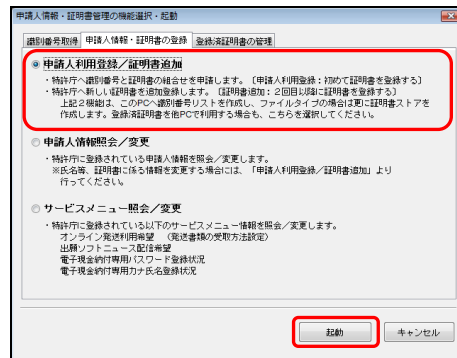 申請人情報・証明書管理の機能選択・起動
識別番号取得 申請人情報・証明書の登録 登録済証明書の管理
申請人利用登録／証明書追加
・特許庁へ識別番号と証明書の組合せを申請します。〔申請人利用登録：初めて証明書を登録する〕
・特許庁へ新しい証明書を追加登録します。〔証明書追加：２回目以降に証明書を登録する〕
上記２機能は、このPCへ識別番号リストを作成し、ファイルタイプの場合は更に証明書ストアを
作成します。登録済証明書を他PCで利用する場合も、こちらを選択してください。
申請人情報照会／変更
・特許庁に登録されている申請人情報を照会／変更します。
※氏名等、証明書に係る情報を変更する場合には、「申請人利用登録／証明書追加」より
行ってください。
サービスメニュー照会／変更
・特許庁に登録されている以下のサービスメニュー情報を照会／変更します。
オンライン発送利用希望　（発送書類の受取方法設定）
出願ソフトニュース配信希望
電子現金納付専用パスワード登録状況
電子現金納付専用カナ氏名登録状況
起動 キャンセル